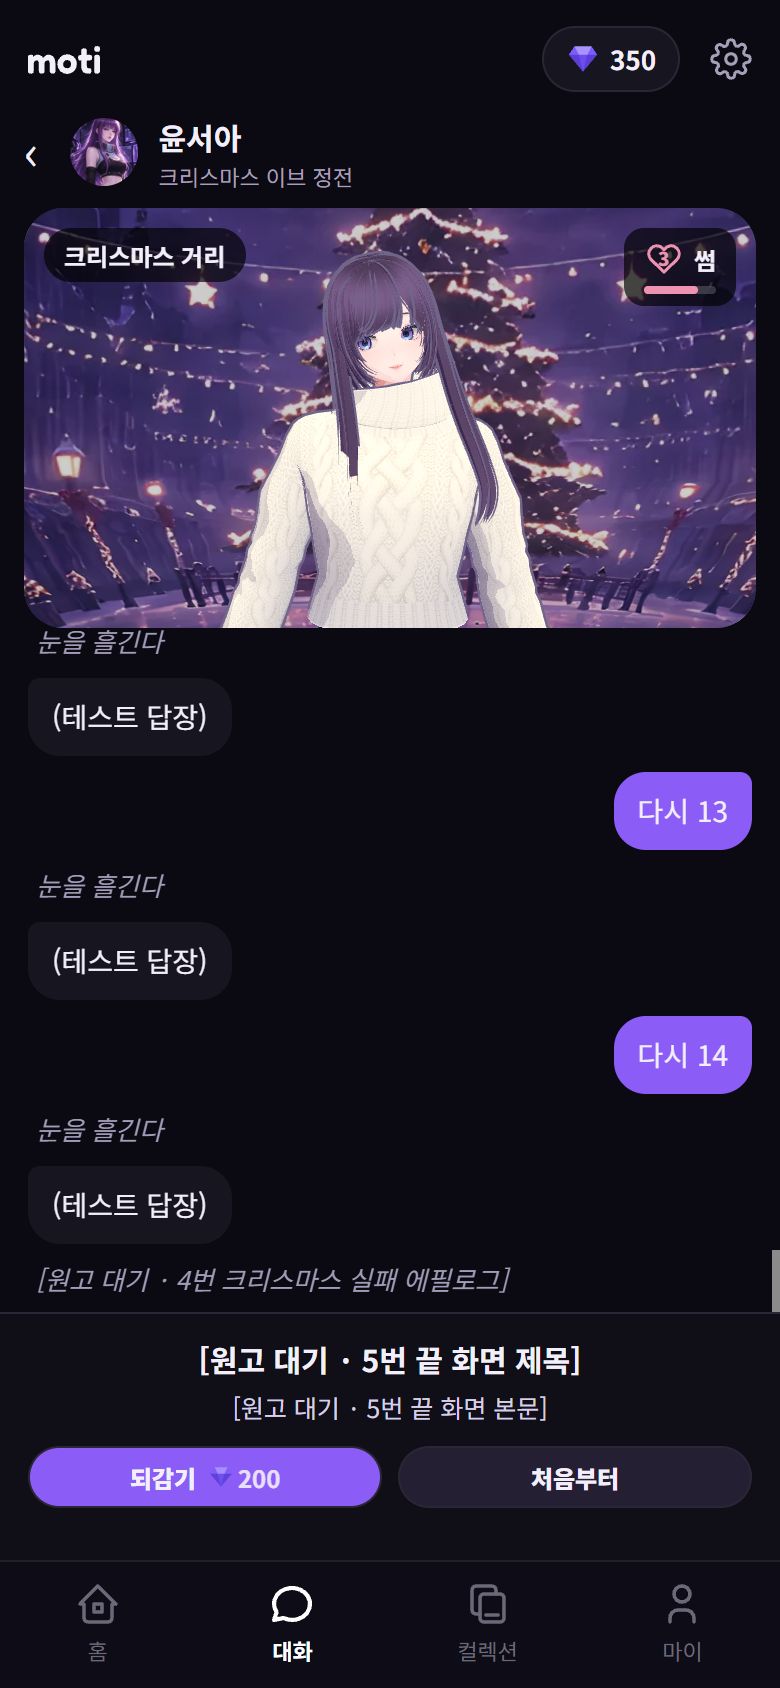 moti
350
윤서아
크리스마스 이브 정전
크리스마스 거리
3 썸
눈을 흘긴다
(테스트 답장)
다시 13
눈을 흘긴다
(테스트 답장)
다시 14
눈을 흘긴다
(테스트 답장)
[원고 대기 · 4번 크리스마스 실패 에필로그]
[원고 대기 · 5번 끝 화면 제목]
[원고 대기 · 5번 끝 화면 본문]
되감기 200
처음부터
홈
대화
컬렉션
마이